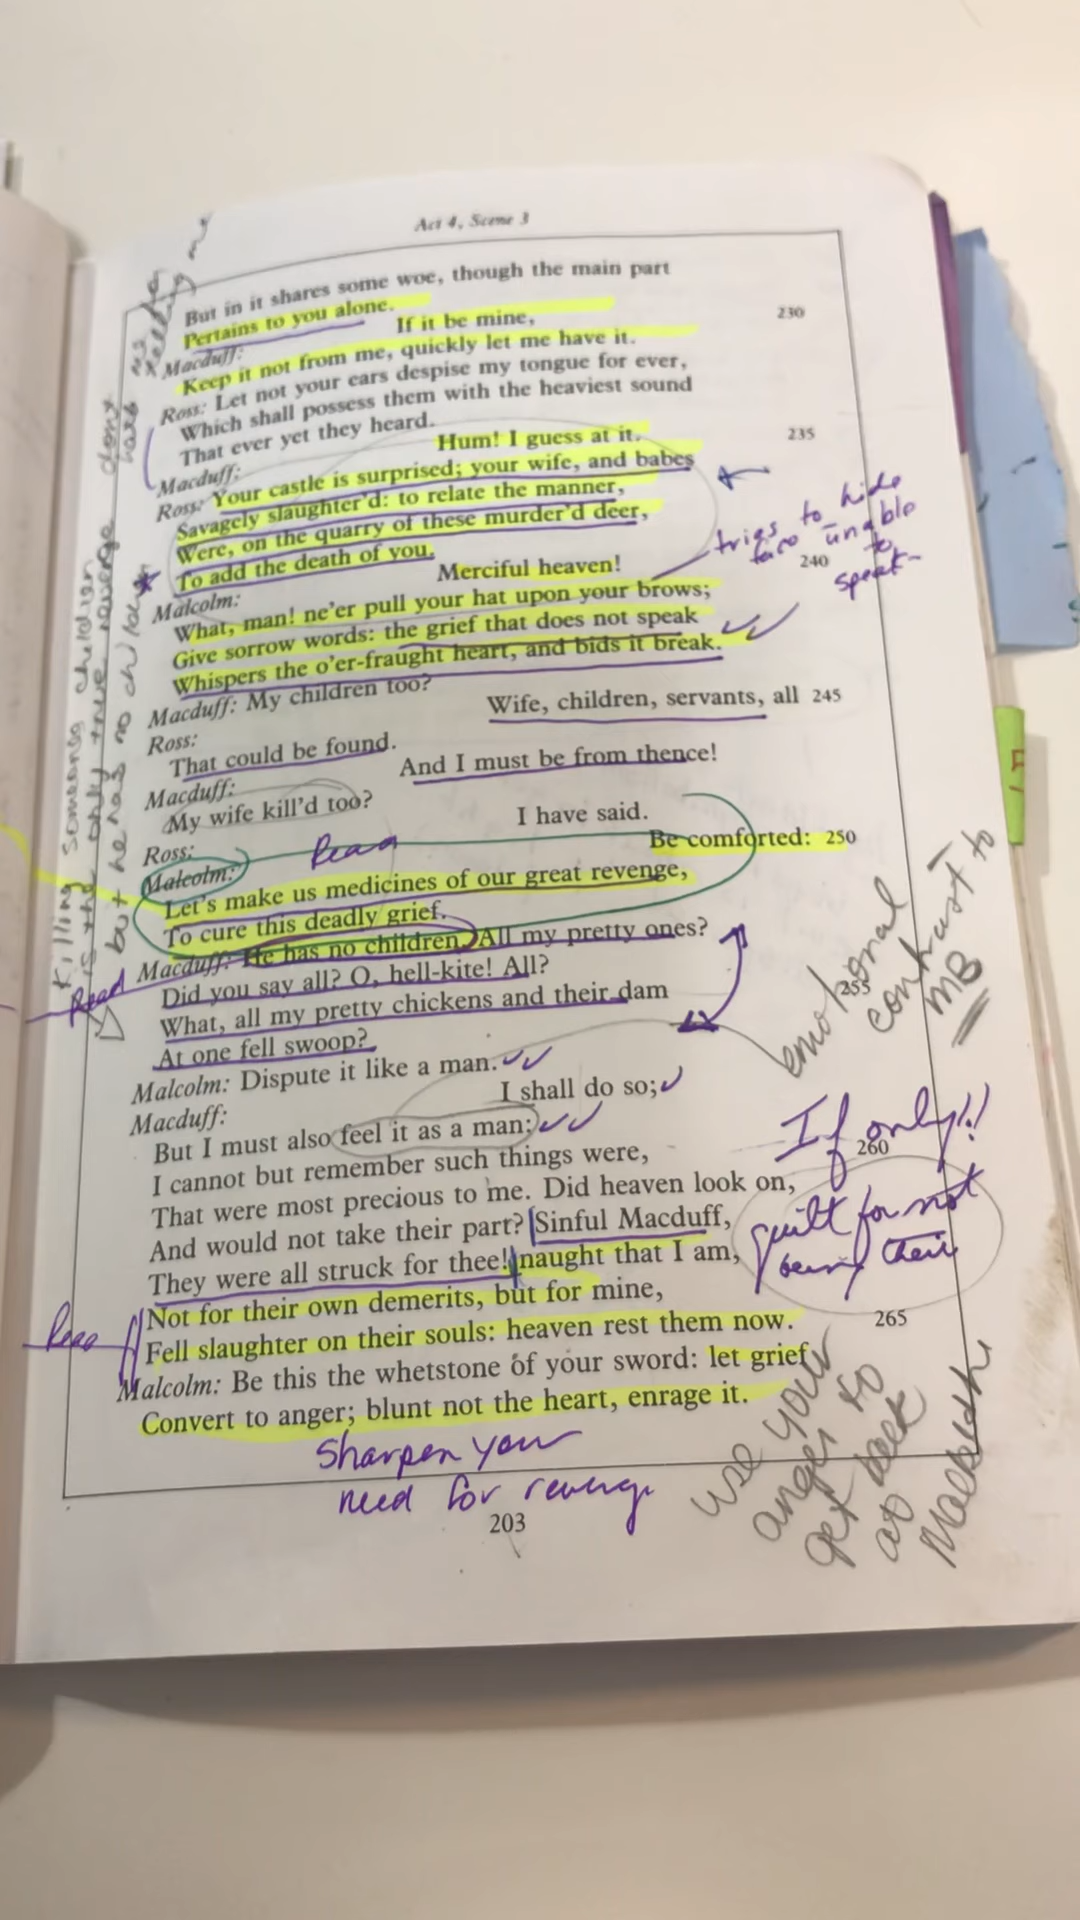 Act 4, Scene 3
But in it shares some woe, though the main part
Pertains to you alone.
Macduff: If it be mine, 230
Keep it not from me, quickly let me have it.
Ross: Let not your ears despise my tongue for ever,
Which shall possess them with the heaviest sound
That ever yet they heard.
Macduff: Hum! I guess at it. 235
Ross: Your castle is surprised; your wife, and babes
Savagely slaughter'd: to relate the manner,
Were, on the quarry of these murder'd deer,
To add the death of you.
Malcolm: Merciful heaven! 240
What, man! ne'er pull your hat upon your brows;
Give sorrow words: the grief that does not speak
Whispers the o'er-fraught heart, and bids it break.
Macduff: My children too?
Ross: Wife, children, servants, all 245
That could be found.
Macduff: And I must be from thence!
My wife kill'd too?
Ross: I have said.
Malcolm: Be comforted: 250
Let's make us medicines of our great revenge,
To cure this deadly grief.
Macduff: He has no children. All my pretty ones?
Did you say all? O, hell-kite! All?
What, all my pretty chickens and their dam 255
At one fell swoop?
Malcolm: Dispute it like a man.
Macduff: I shall do so;
But I must also feel it as a man:
I cannot but remember such things were, 260
That were most precious to me. Did heaven look on,
And would not take their part? Sinful Macduff,
They were all struck for thee! naught that I am,
Not for their own demerits, but for mine,
Fell slaughter on their souls: heaven rest them now. 265
Malcolm: Be this the whetstone of your sword: let grief
Convert to anger; blunt not the heart, enrage it.
203
tries to hide
face unable
to
speak
Read
Read
Read
emotional
contrast to
MB
If only!!
guilt for not
being their
Sharpen your
need for revenge
use your
anger to
get back
at
Macbeth
Killing someones children
is the only true revenge
but he has no children